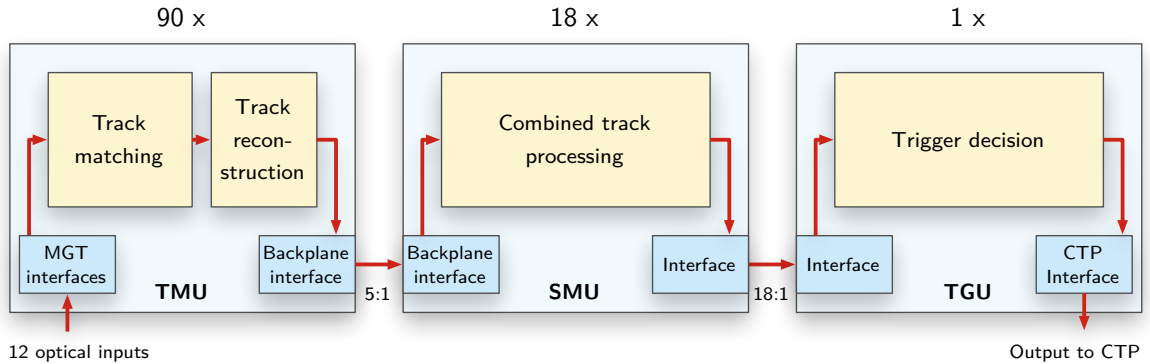 90 x
18 x
1 x
Track
matching
Track
recon-
struction
Combined track
processing
Trigger decision
MGT
interfaces
Backplane
interface
Backplane
interface
Interface
Interface
CTP
Interface
TMU
5:1
SMU
18:1
TGU
12 optical inputs
Output to CTP